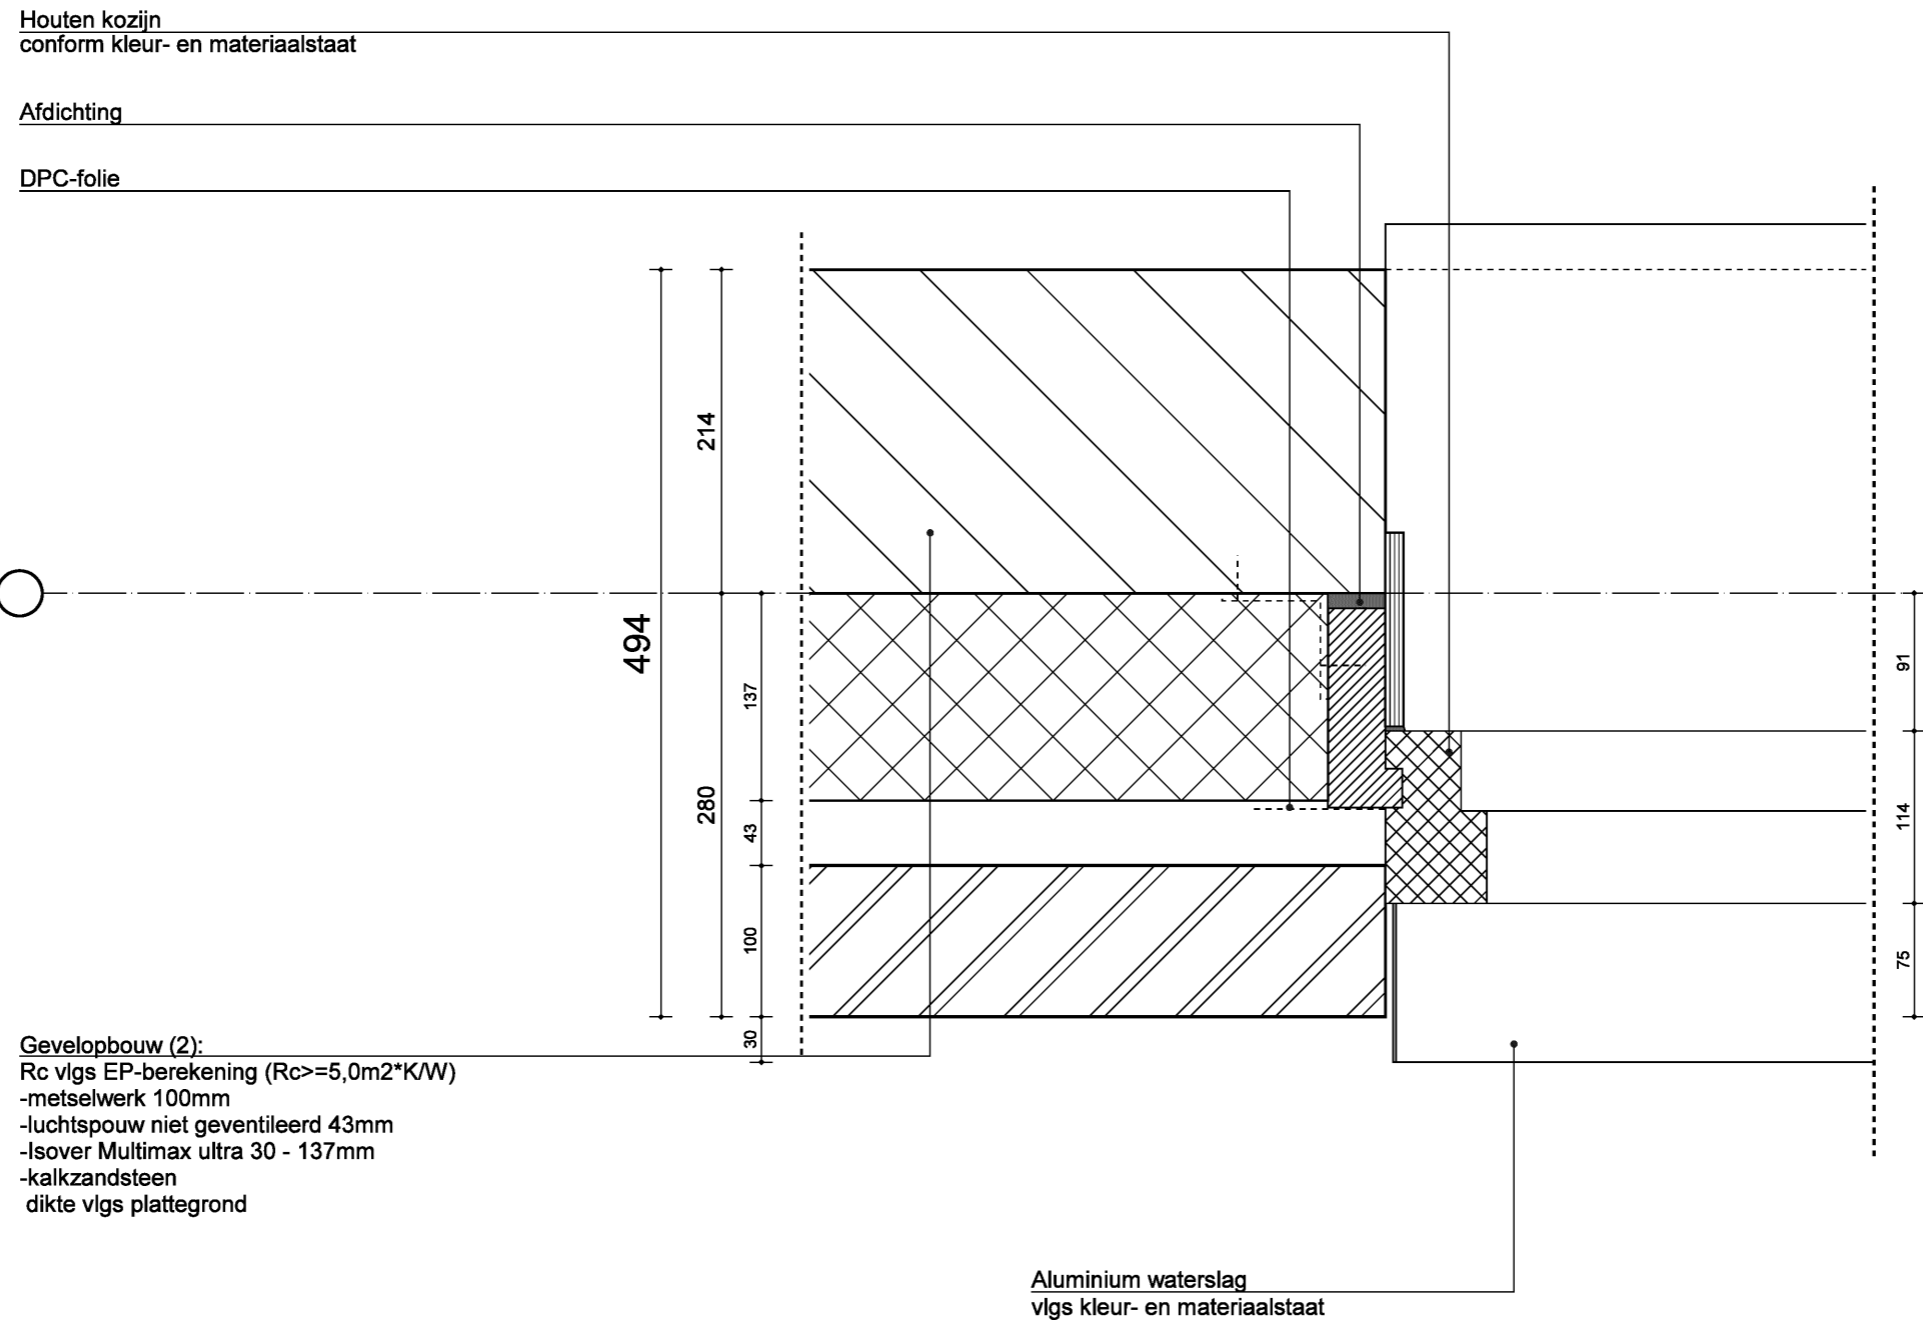 Houten kozijn
conform kleur- en materiaalstaat
Afdichting
DPC-folie
214
494
280
137
43
100
30
91
114
75
Gevelopbouw (2):
Rc vlgs EP-berekening (Rc>=5,0m2*K/W)
-metselwerk 100mm
-luchtspouw niet geventileerd 43mm
-Isover Multimax ultra 30 - 137mm
-kalkzandsteen
dikte vlgs plattegrond
Aluminium waterslag
vlgs kleur- en materiaalstaat